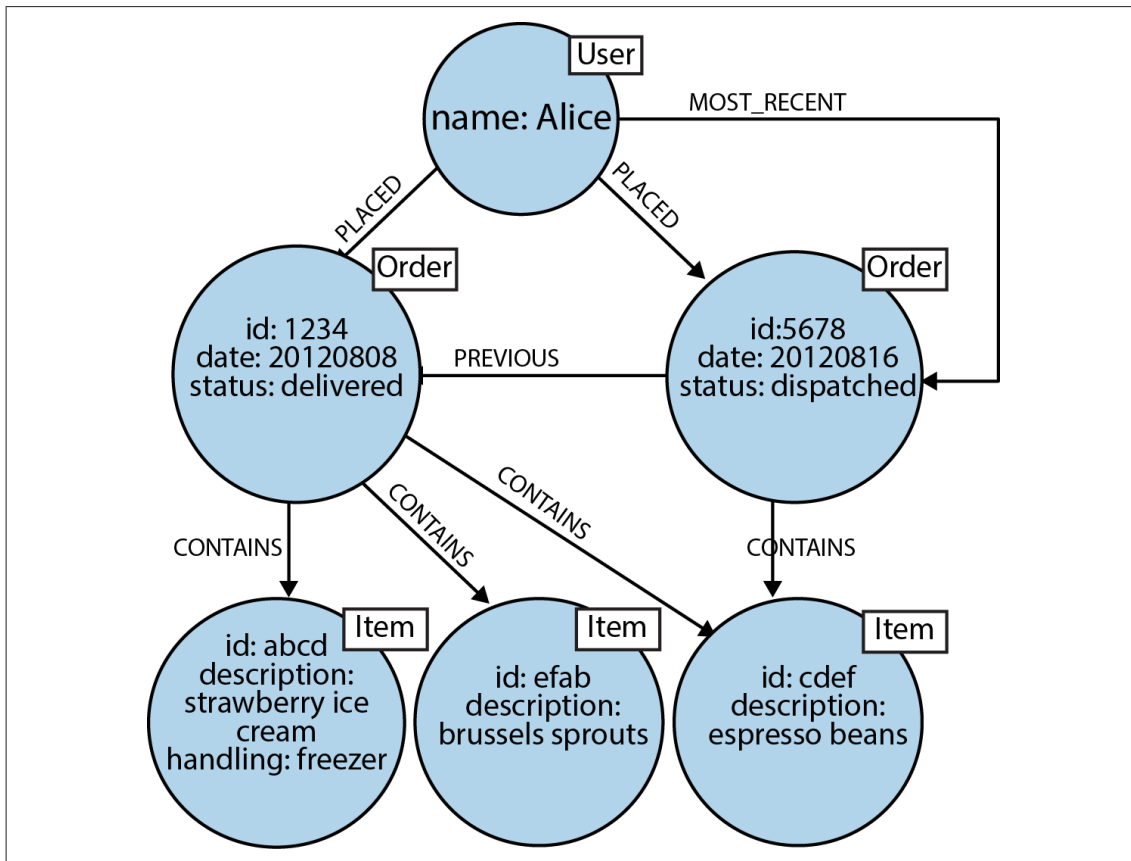 User
name: Alice
MOST_RECENT
PLACED
PLACED
Order
id: 1234
date: 20120808
status: delivered
PREVIOUS
Order
id:5678
date: 20120816
status: dispatched
CONTAINS
CONTAINS
CONTAINS
CONTAINS
Item
id: abcd
description:
strawberry ice
cream
handling: freezer
Item
id: efab
description:
brussels sprouts
Item
id: cdef
description:
espresso beans